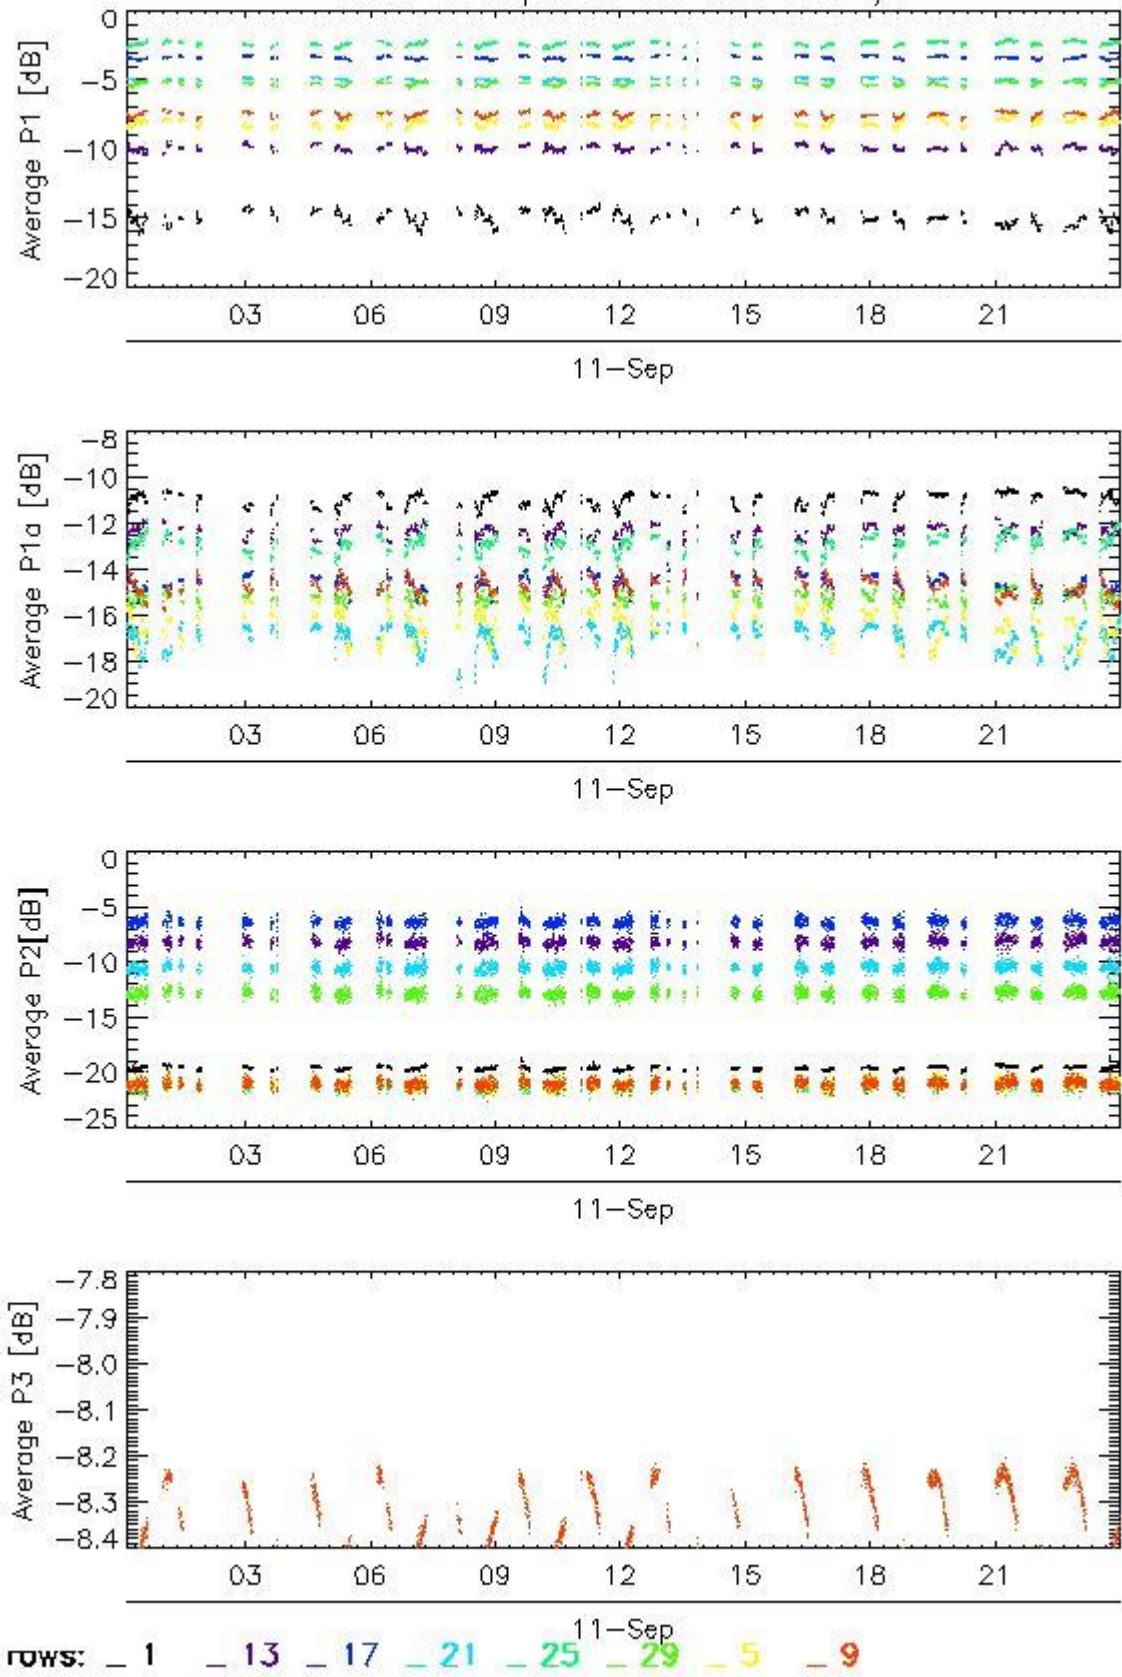 0
-5
-10
-15
-20
Average P1 [dB]
03 06 09 12 15 18 21
11-Sep
-8
-10
-12
-14
-16
-18
-20
Average P1a [dB]
03 06 09 12 15 18 21
11-Sep
0
-5
-10
-15
-20
-25
Average P2[dB]
03 06 09 12 15 18 21
11-Sep
-7.8
-7.9
-8.0
-8.1
-8.2
-8.3
-8.4
Average P3 [dB]
03 06 09 12 15 18 21
11-Sep
rows: _ 1 _ 13 _ 17 _ 21 _ 25 _ 29 _ 5 _ 9